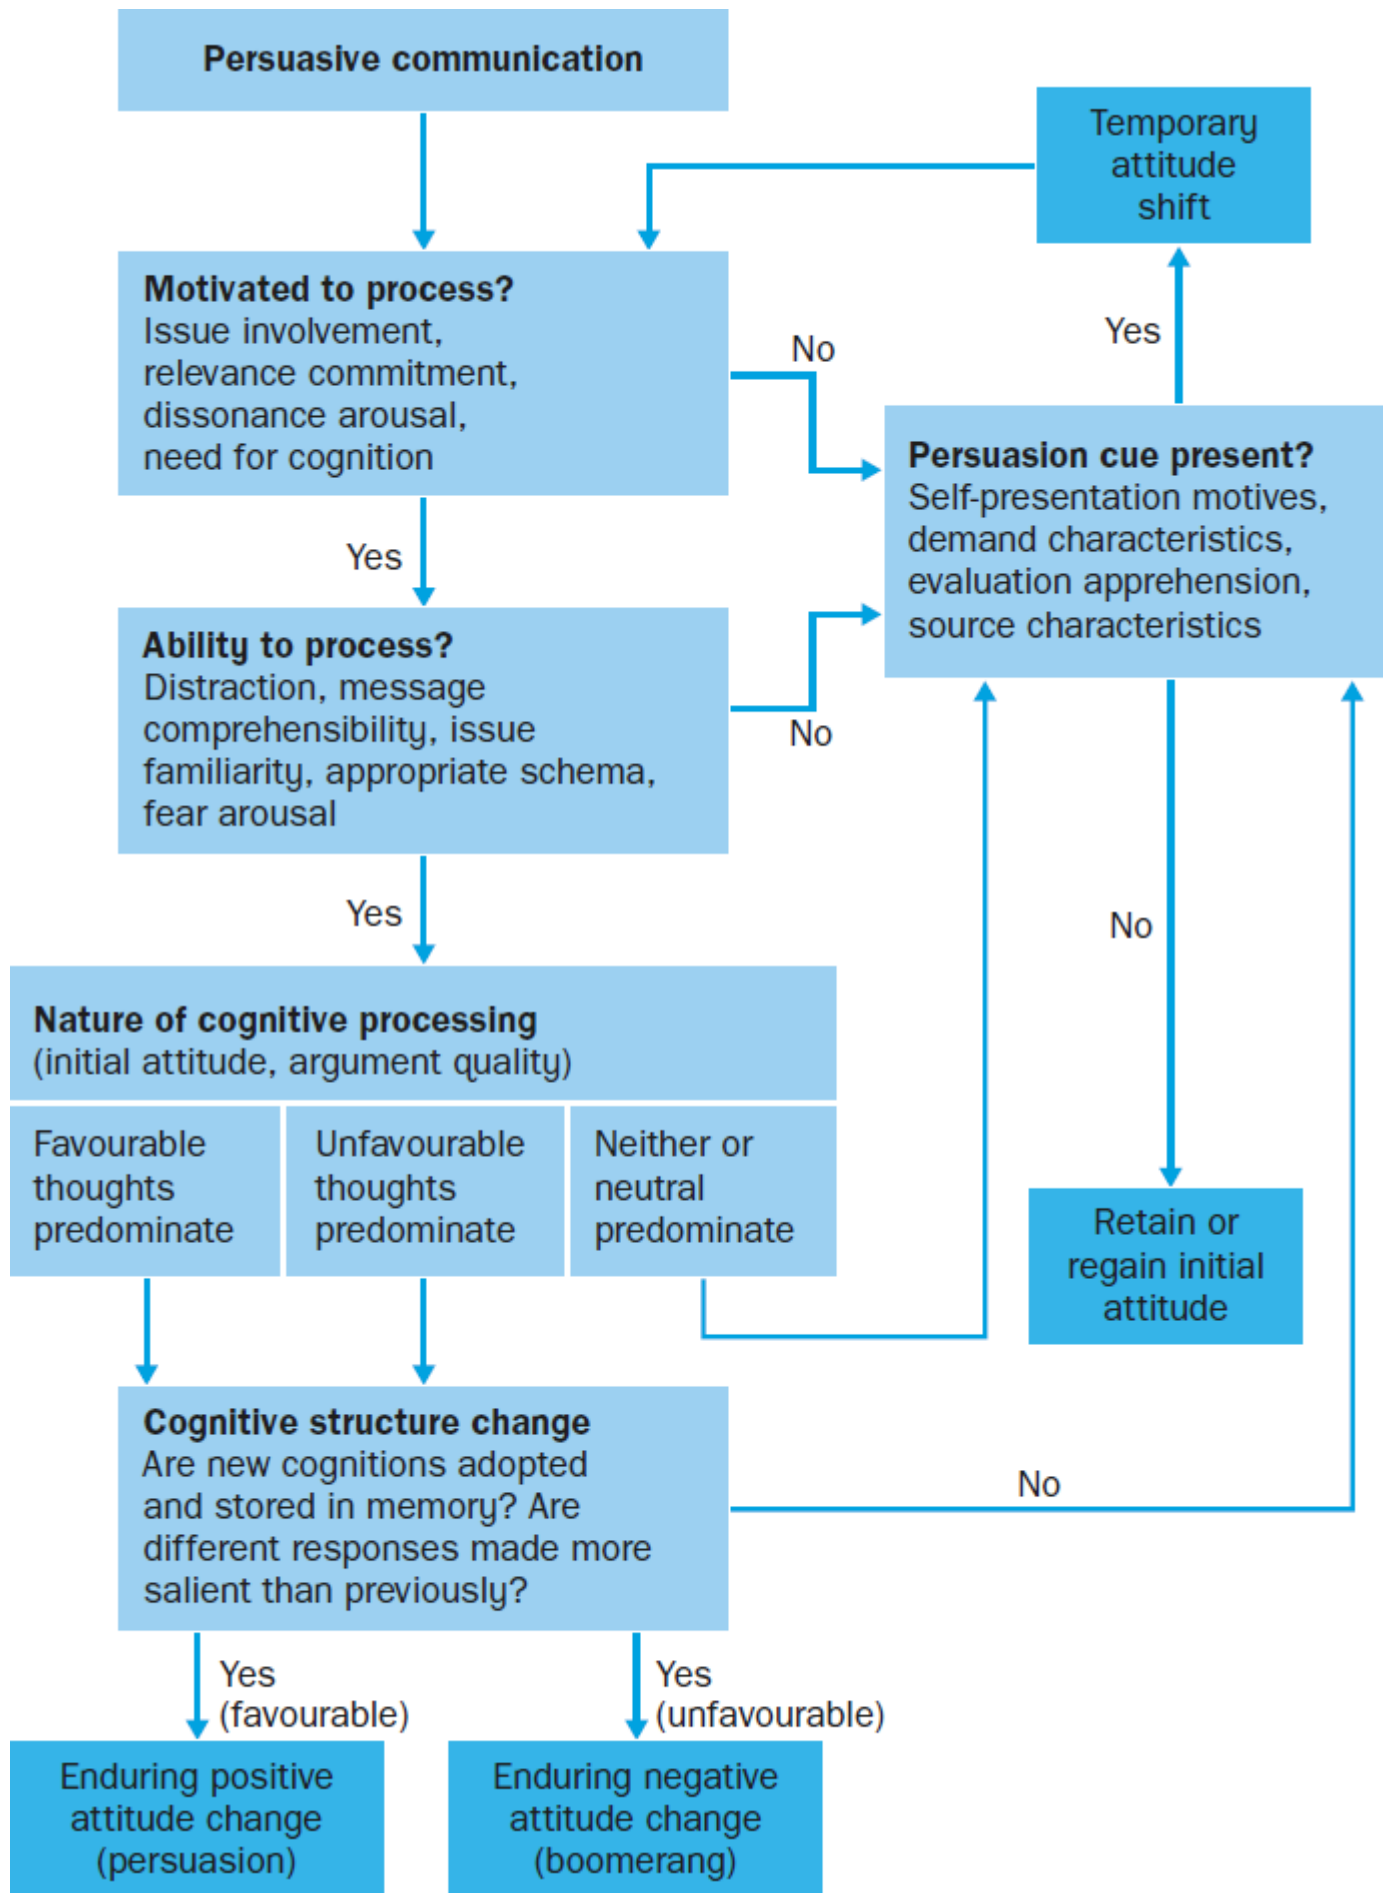 Persuasive communication
Temporary
attitude
shift
Motivated to process?
Issue involvement,
relevance commitment,
dissonance arousal,
need for cognition
No
Yes
Persuasion cue present?
Self-presentation motives,
demand characteristics,
evaluation apprehension,
source characteristics
Yes
Ability to process?
Distraction, message
comprehensibility, issue
familiarity, appropriate schema,
fear arousal
No
Yes
No
Nature of cognitive processing
(initial attitude, argument quality)
Favourable
thoughts
predominate
Unfavourable
thoughts
predominate
Neither or
neutral
predominate
Retain or
regain initial
attitude
Cognitive structure change
Are new cognitions adopted
and stored in memory? Are
different responses made more
salient than previously?
No
Yes
(favourable)
Yes
(unfavourable)
Enduring positive
attitude change
(persuasion)
Enduring negative
attitude change
(boomerang)